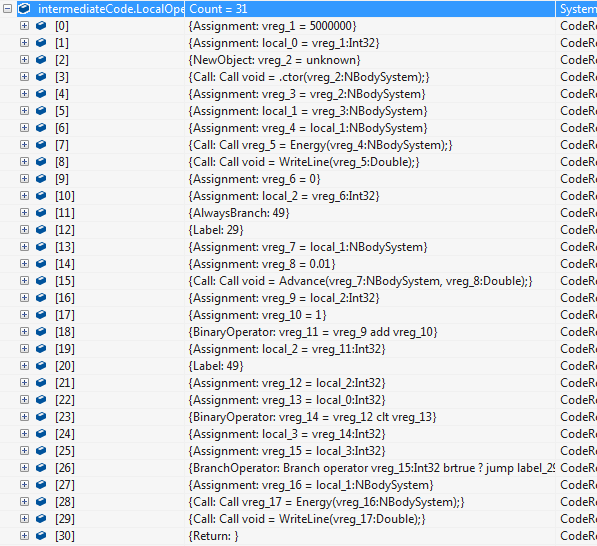 intermediateCode.LocalOpe Count = 31 System
[0] {Assignment: vreg_1 = 5000000} CodeRe
[1] {Assignment: local_0 = vreg_1:Int32} CodeRe
[2] {NewObject: vreg_2 = unknown} CodeRe
[3] {Call: Call void = .ctor(vreg_2:NBodySystem);} CodeRe
[4] {Assignment: vreg_3 = vreg_2:NBodySystem} CodeRe
[5] {Assignment: local_1 = vreg_3:NBodySystem} CodeRe
[6] {Assignment: vreg_4 = local_1:NBodySystem} CodeRe
[7] {Call: Call vreg_5 = Energy(vreg_4:NBodySystem);} CodeRe
[8] {Call: Call void = WriteLine(vreg_5:Double);} CodeRe
[9] {Assignment: vreg_6 = 0} CodeRe
[10] {Assignment: local_2 = vreg_6:Int32} CodeRe
[11] {AlwaysBranch: 49} CodeRe
[12] {Label: 29} CodeRe
[13] {Assignment: vreg_7 = local_1:NBodySystem} CodeRe
[14] {Assignment: vreg_8 = 0.01} CodeRe
[15] {Call: Call void = Advance(vreg_7:NBodySystem, vreg_8:Double);} CodeRe
[16] {Assignment: vreg_9 = local_2:Int32} CodeRe
[17] {Assignment: vreg_10 = 1} CodeRe
[18] {BinaryOperator: vreg_11 = vreg_9 add vreg_10} CodeRe
[19] {Assignment: local_2 = vreg_11:Int32} CodeRe
[20] {Label: 49} CodeRe
[21] {Assignment: vreg_12 = local_2:Int32} CodeRe
[22] {Assignment: vreg_13 = local_0:Int32} CodeRe
[23] {BinaryOperator: vreg_14 = vreg_12 clt vreg_13} CodeRe
[24] {Assignment: local_3 = vreg_14:Int32} CodeRe
[25] {Assignment: vreg_15 = local_3:Int32} CodeRe
[26] {BranchOperator: Branch operator vreg_15:Int32 brtrue ? jump label_29 CodeRe
[27] {Assignment: vreg_16 = local_1:NBodySystem} CodeRe
[28] {Call: Call vreg_17 = Energy(vreg_16:NBodySystem);} CodeRe
[29] {Call: Call void = WriteLine(vreg_17:Double);} CodeRe
[30] {Return: } CodeRe